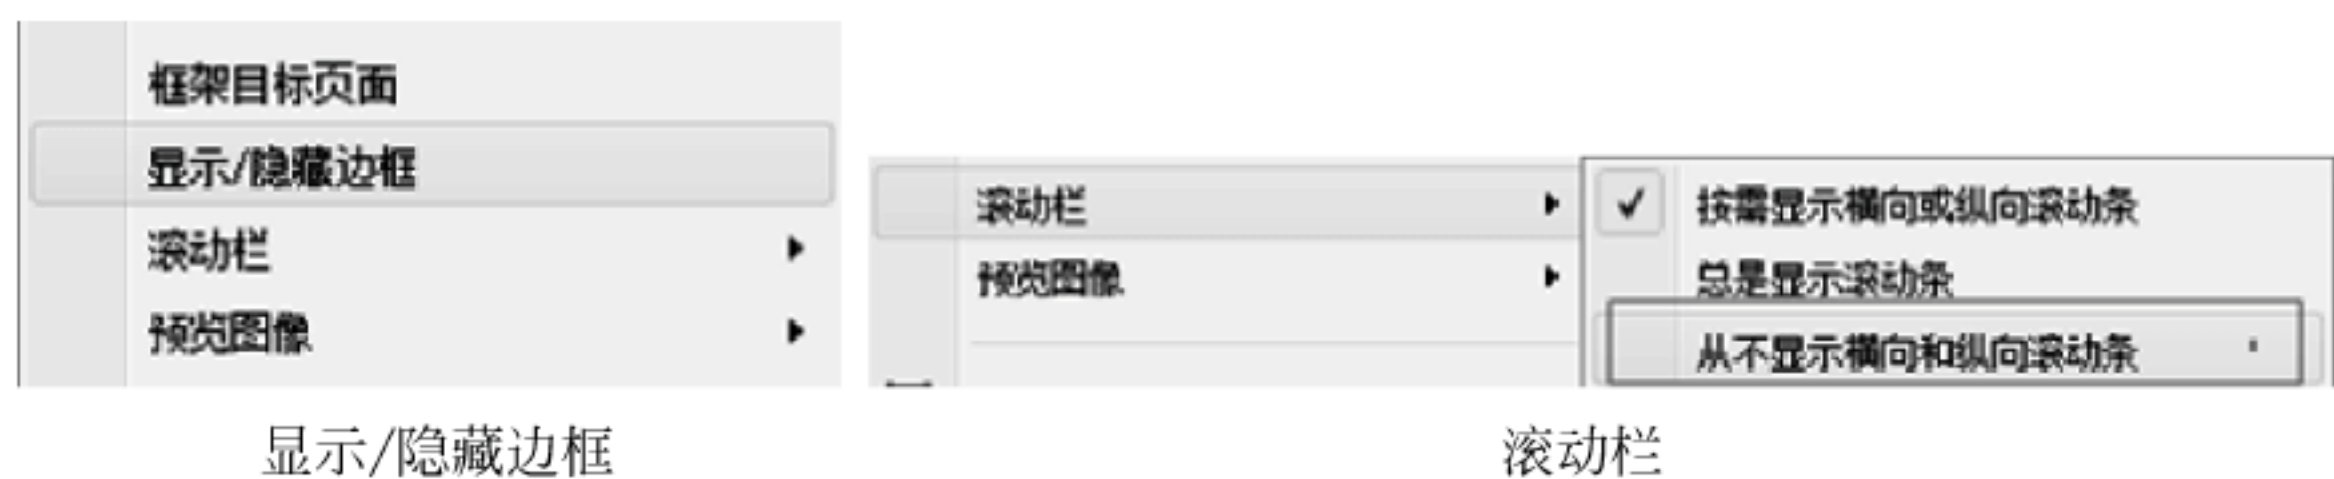 框架目标页面
显示/隐藏边框
滚动栏
预览图像
滚动栏
预览图像
按需显示横向或纵向滚动条
总是显示滚动条
从不显示横向和纵向滚动条
显示/隐藏边框
滚动栏